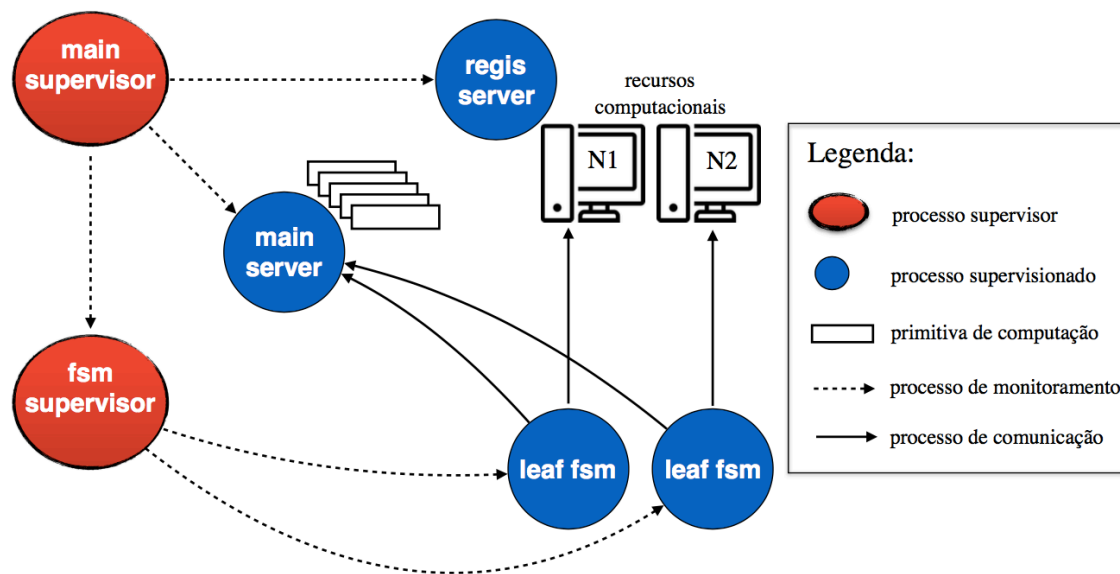 main
supervisor
regis
server
recursos
computacionais
N1
N2
main
server
fsm
supervisor
leaf fsm
leaf fsm
Legenda:
processo supervisor
processo supervisionado
primitiva de computação
processo de monitoramento
processo de comunicação